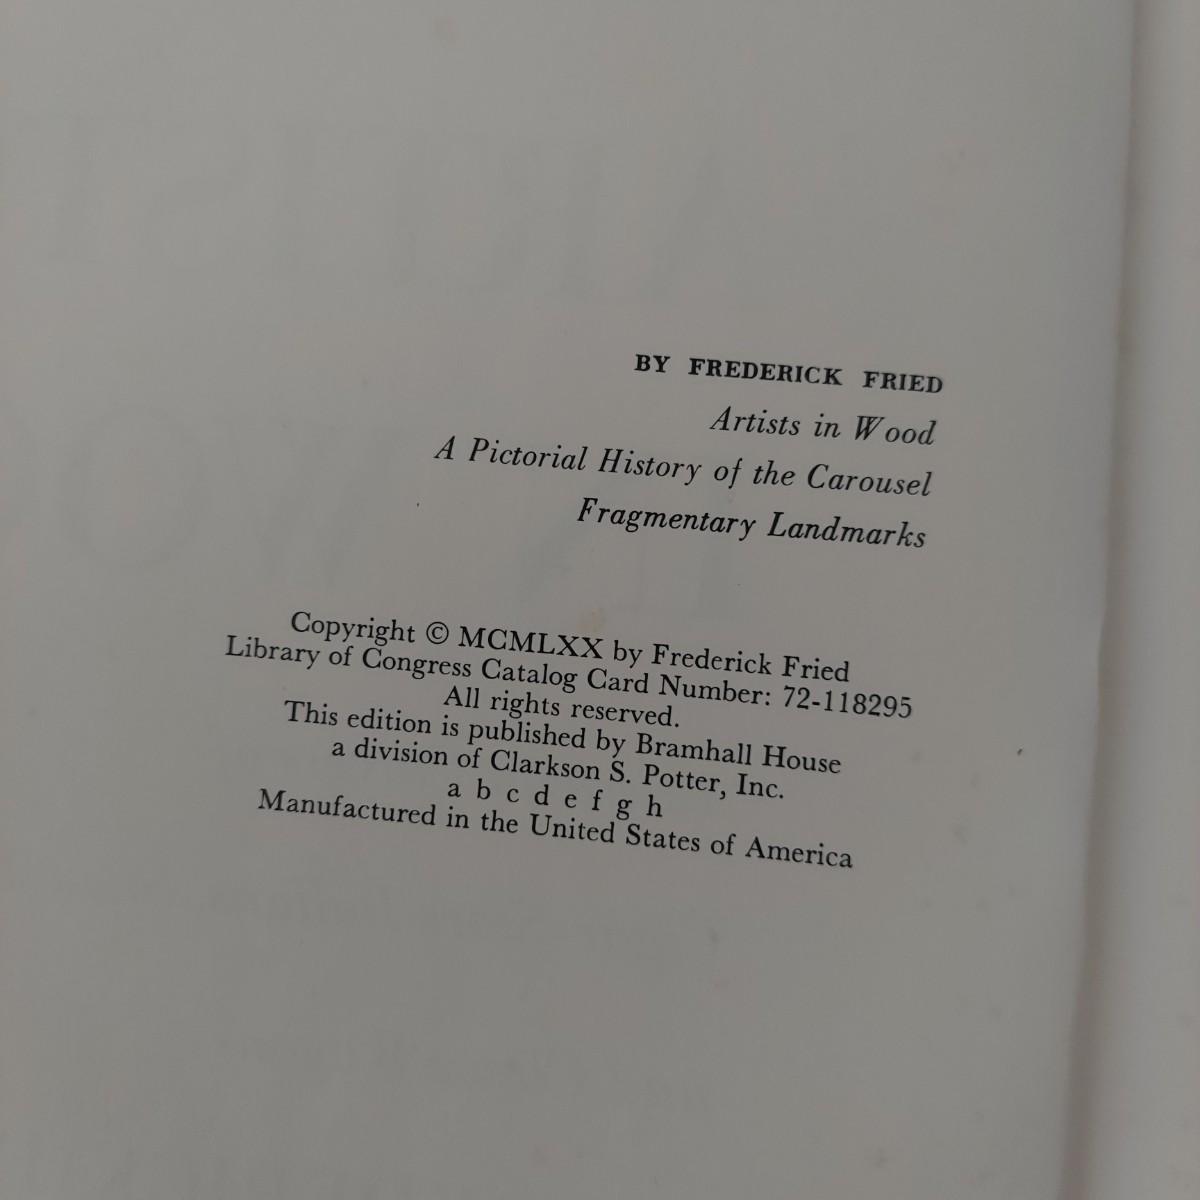 BY FREDERICK FRIED
Artists in Wood
A Pictorial History of the Carousel
Fragmentary Landmarks
Copyright © MCMLXX by Frederick Fried
Library of Congress Catalog Card Number: 72-118295
All rights reserved.
This edition is published by Bramhall House
a division of Clarkson S. Potter, Inc.
a b c d e f g h
Manufactured in the United States of America